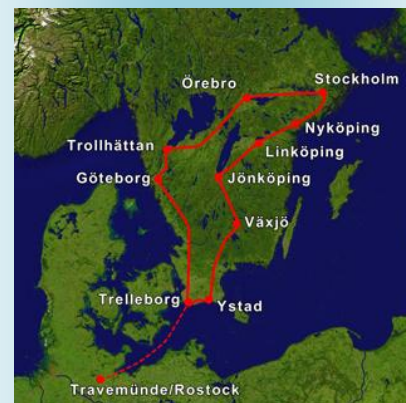 Örebro
Stockholm
Nyköping
Trollhättan
Linköping
Göteborg
Jönköping
Växjö
Trelleborg
Ystad
Travemünde/Rostock